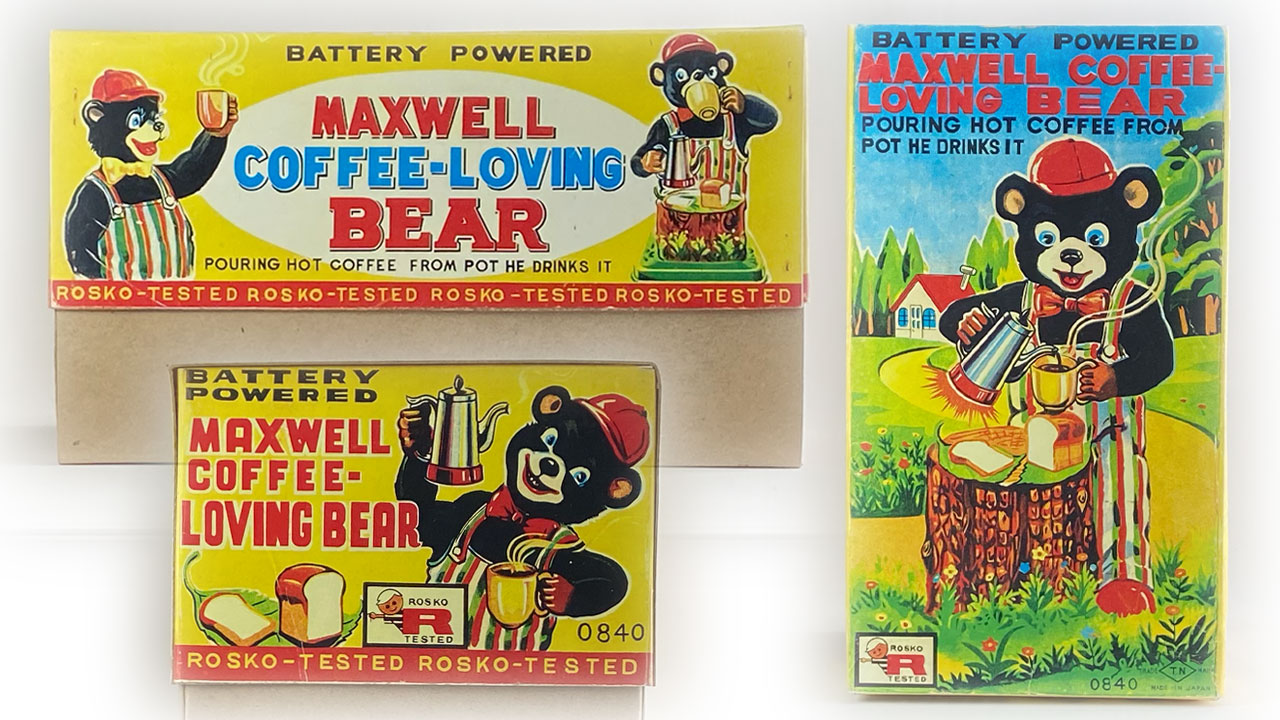 BATTERY POWERED
MAXWELL
COFFEE-LOVING
BEAR
POURING HOT COFFEE FROM POT HE DRINKS IT
ROSKO-TESTED ROSKO-TESTED ROSKO-TESTED ROSKO-TESTED
BATTERY
POWERED
MAXWELL
COFFEE-
LOVING BEAR
ROSKO
R
TESTED
0840
ROSKO-TESTED ROSKO-TESTED
BATTERY POWERED
MAXWELL COFFEE-
LOVING BEAR
POURING HOT COFFEE FROM
POT HE DRINKS IT
ROSKO
R
TESTED
0840
TRADE T.N MARK
MADE IN JAPAN